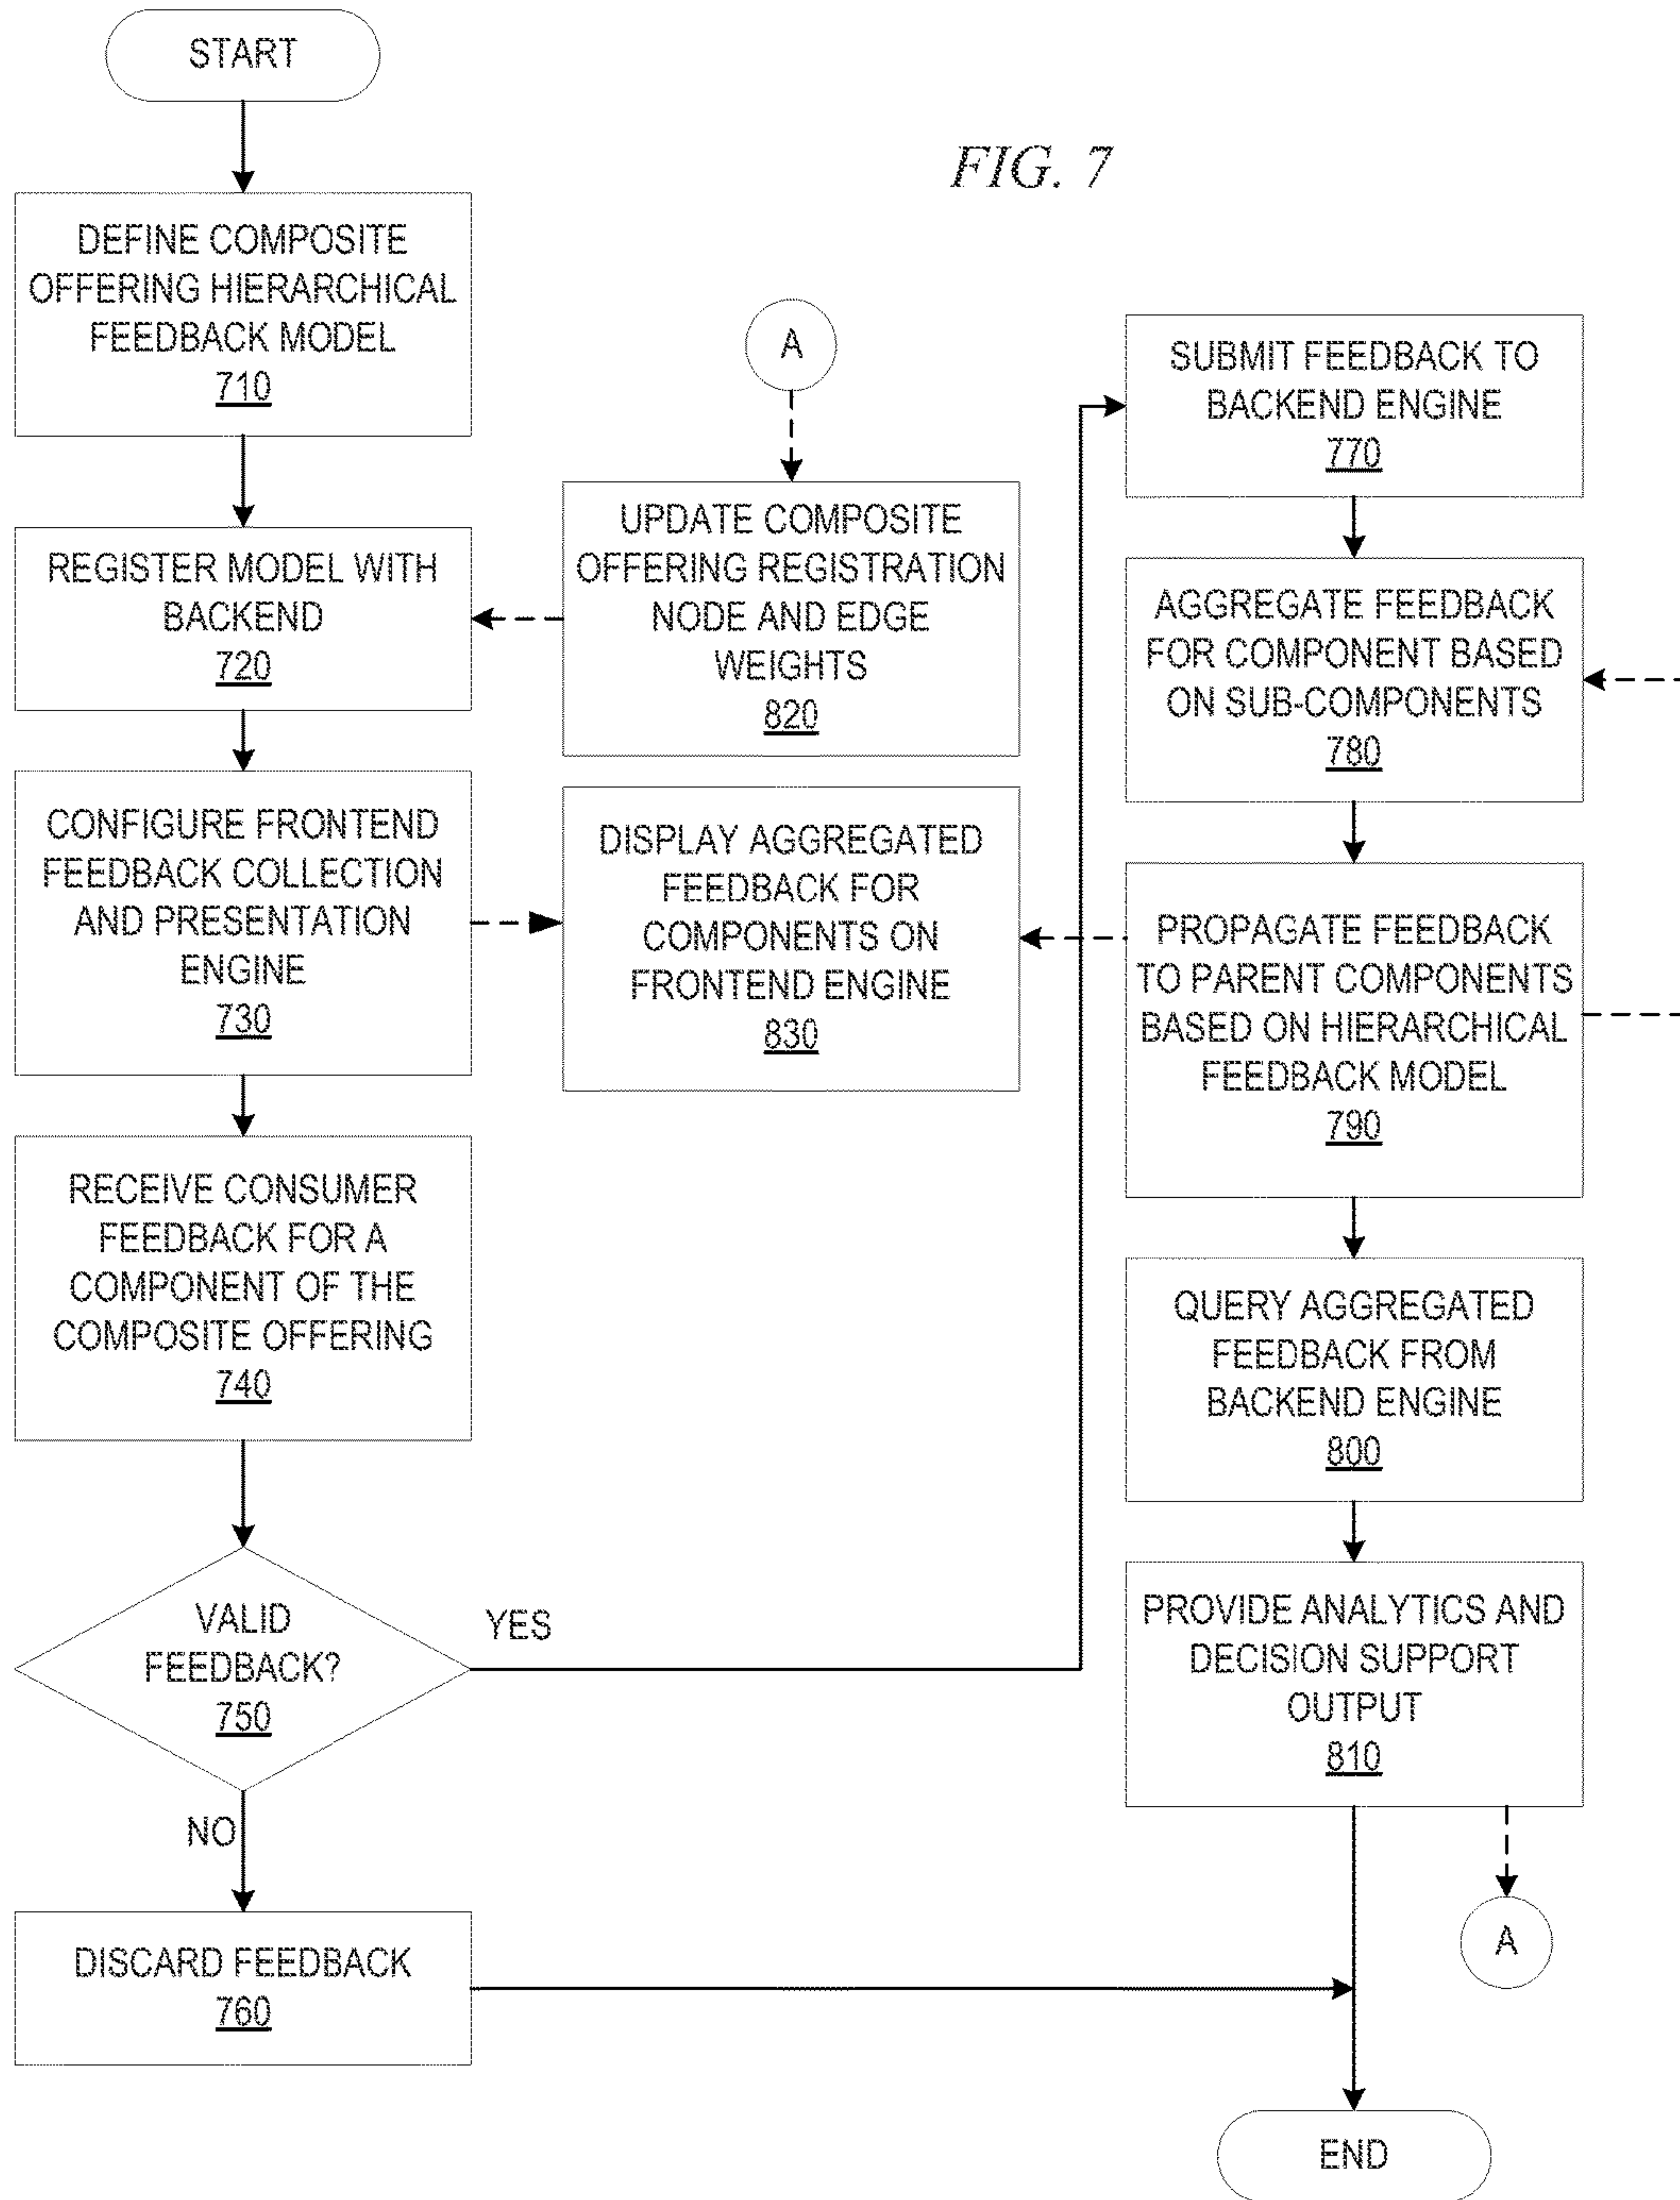 START
FIG. 7
DEFINE COMPOSITE
OFFERING HIERARCHICAL
FEEDBACK MODEL
710
REGISTER MODEL WITH
BACKEND
720
CONFIGURE FRONTEND
FEEDBACK COLLECTION
AND PRESENTATION
ENGINE
730
RECEIVE CONSUMER
FEEDBACK FOR A
COMPONENT OF THE
COMPOSITE OFFERING
740
VALID
FEEDBACK?
750
YES
NO
DISCARD FEEDBACK
760
A
UPDATE COMPOSITE
OFFERING REGISTRATION
NODE AND EDGE
WEIGHTS
820
DISPLAY AGGREGATED
FEEDBACK FOR
COMPONENTS ON
FRONTEND ENGINE
830
SUBMIT FEEDBACK TO
BACKEND ENGINE
770
AGGREGATE FEEDBACK
FOR COMPONENT BASED
ON SUB-COMPONENTS
780
PROPAGATE FEEDBACK
TO PARENT COMPONENTS
BASED ON HIERARCHICAL
FEEDBACK MODEL
790
QUERY AGGREGATED
FEEDBACK FROM
BACKEND ENGINE
800
PROVIDE ANALYTICS AND
DECISION SUPPORT
OUTPUT
810
A
END